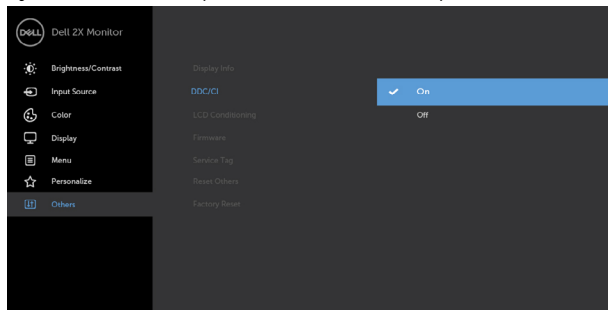 DELL
Dell 2X Monitor
Brightness/Contrast
Input Source
Color
Display
Menu
Personalize
Others
Display Info
DDC/CI
LCD Conditioning
Firmware
Service Tag
Reset Others
Factory Reset
On
Off